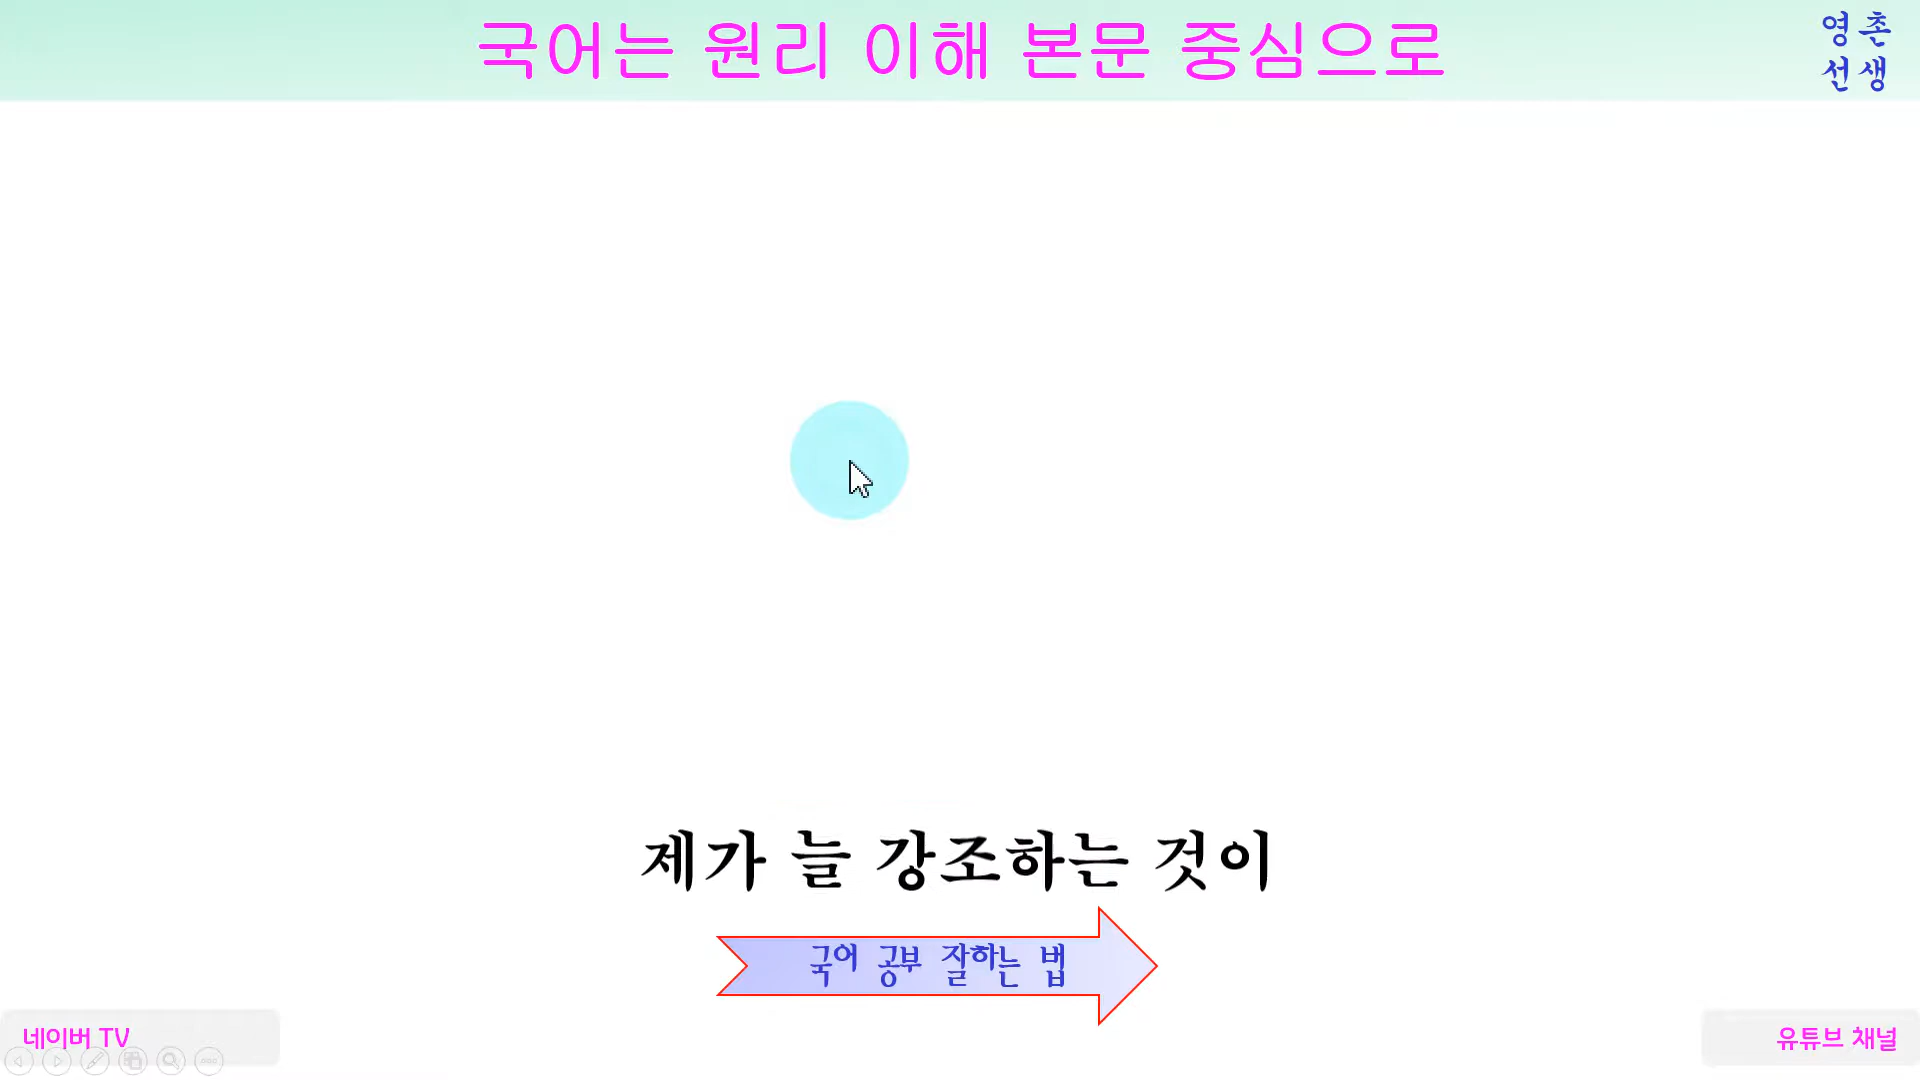 국어는 원리 이해 본문 중심으로
영촌
선생
제가 늘 강조하는 것이
국어 공부 잘하는 법
네이버 TV
유튜브 채널